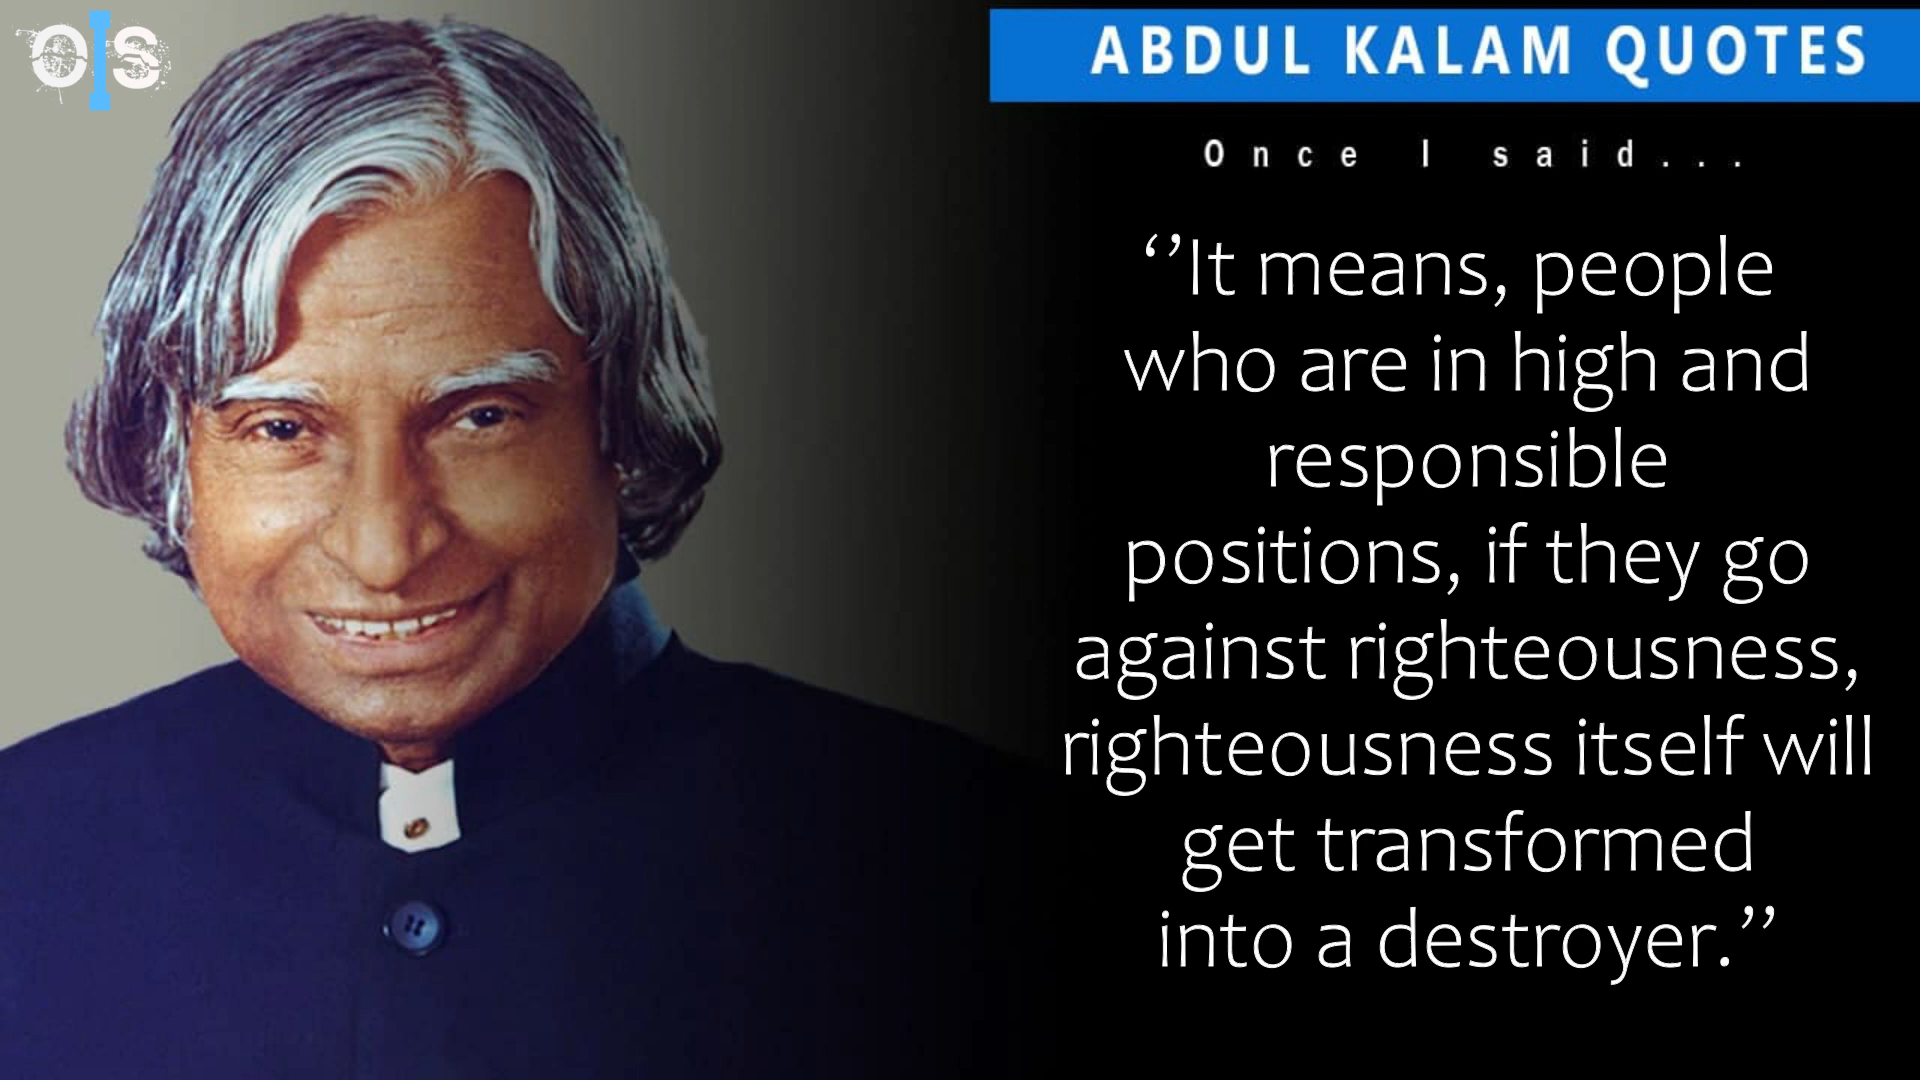 OIS
ABDUL KALAM QUOTES
Once I said...
‘’It means, people
who are in high and
responsible
positions, if they go
against righteousness,
righteousness itself will
get transformed
into a destroyer.’’